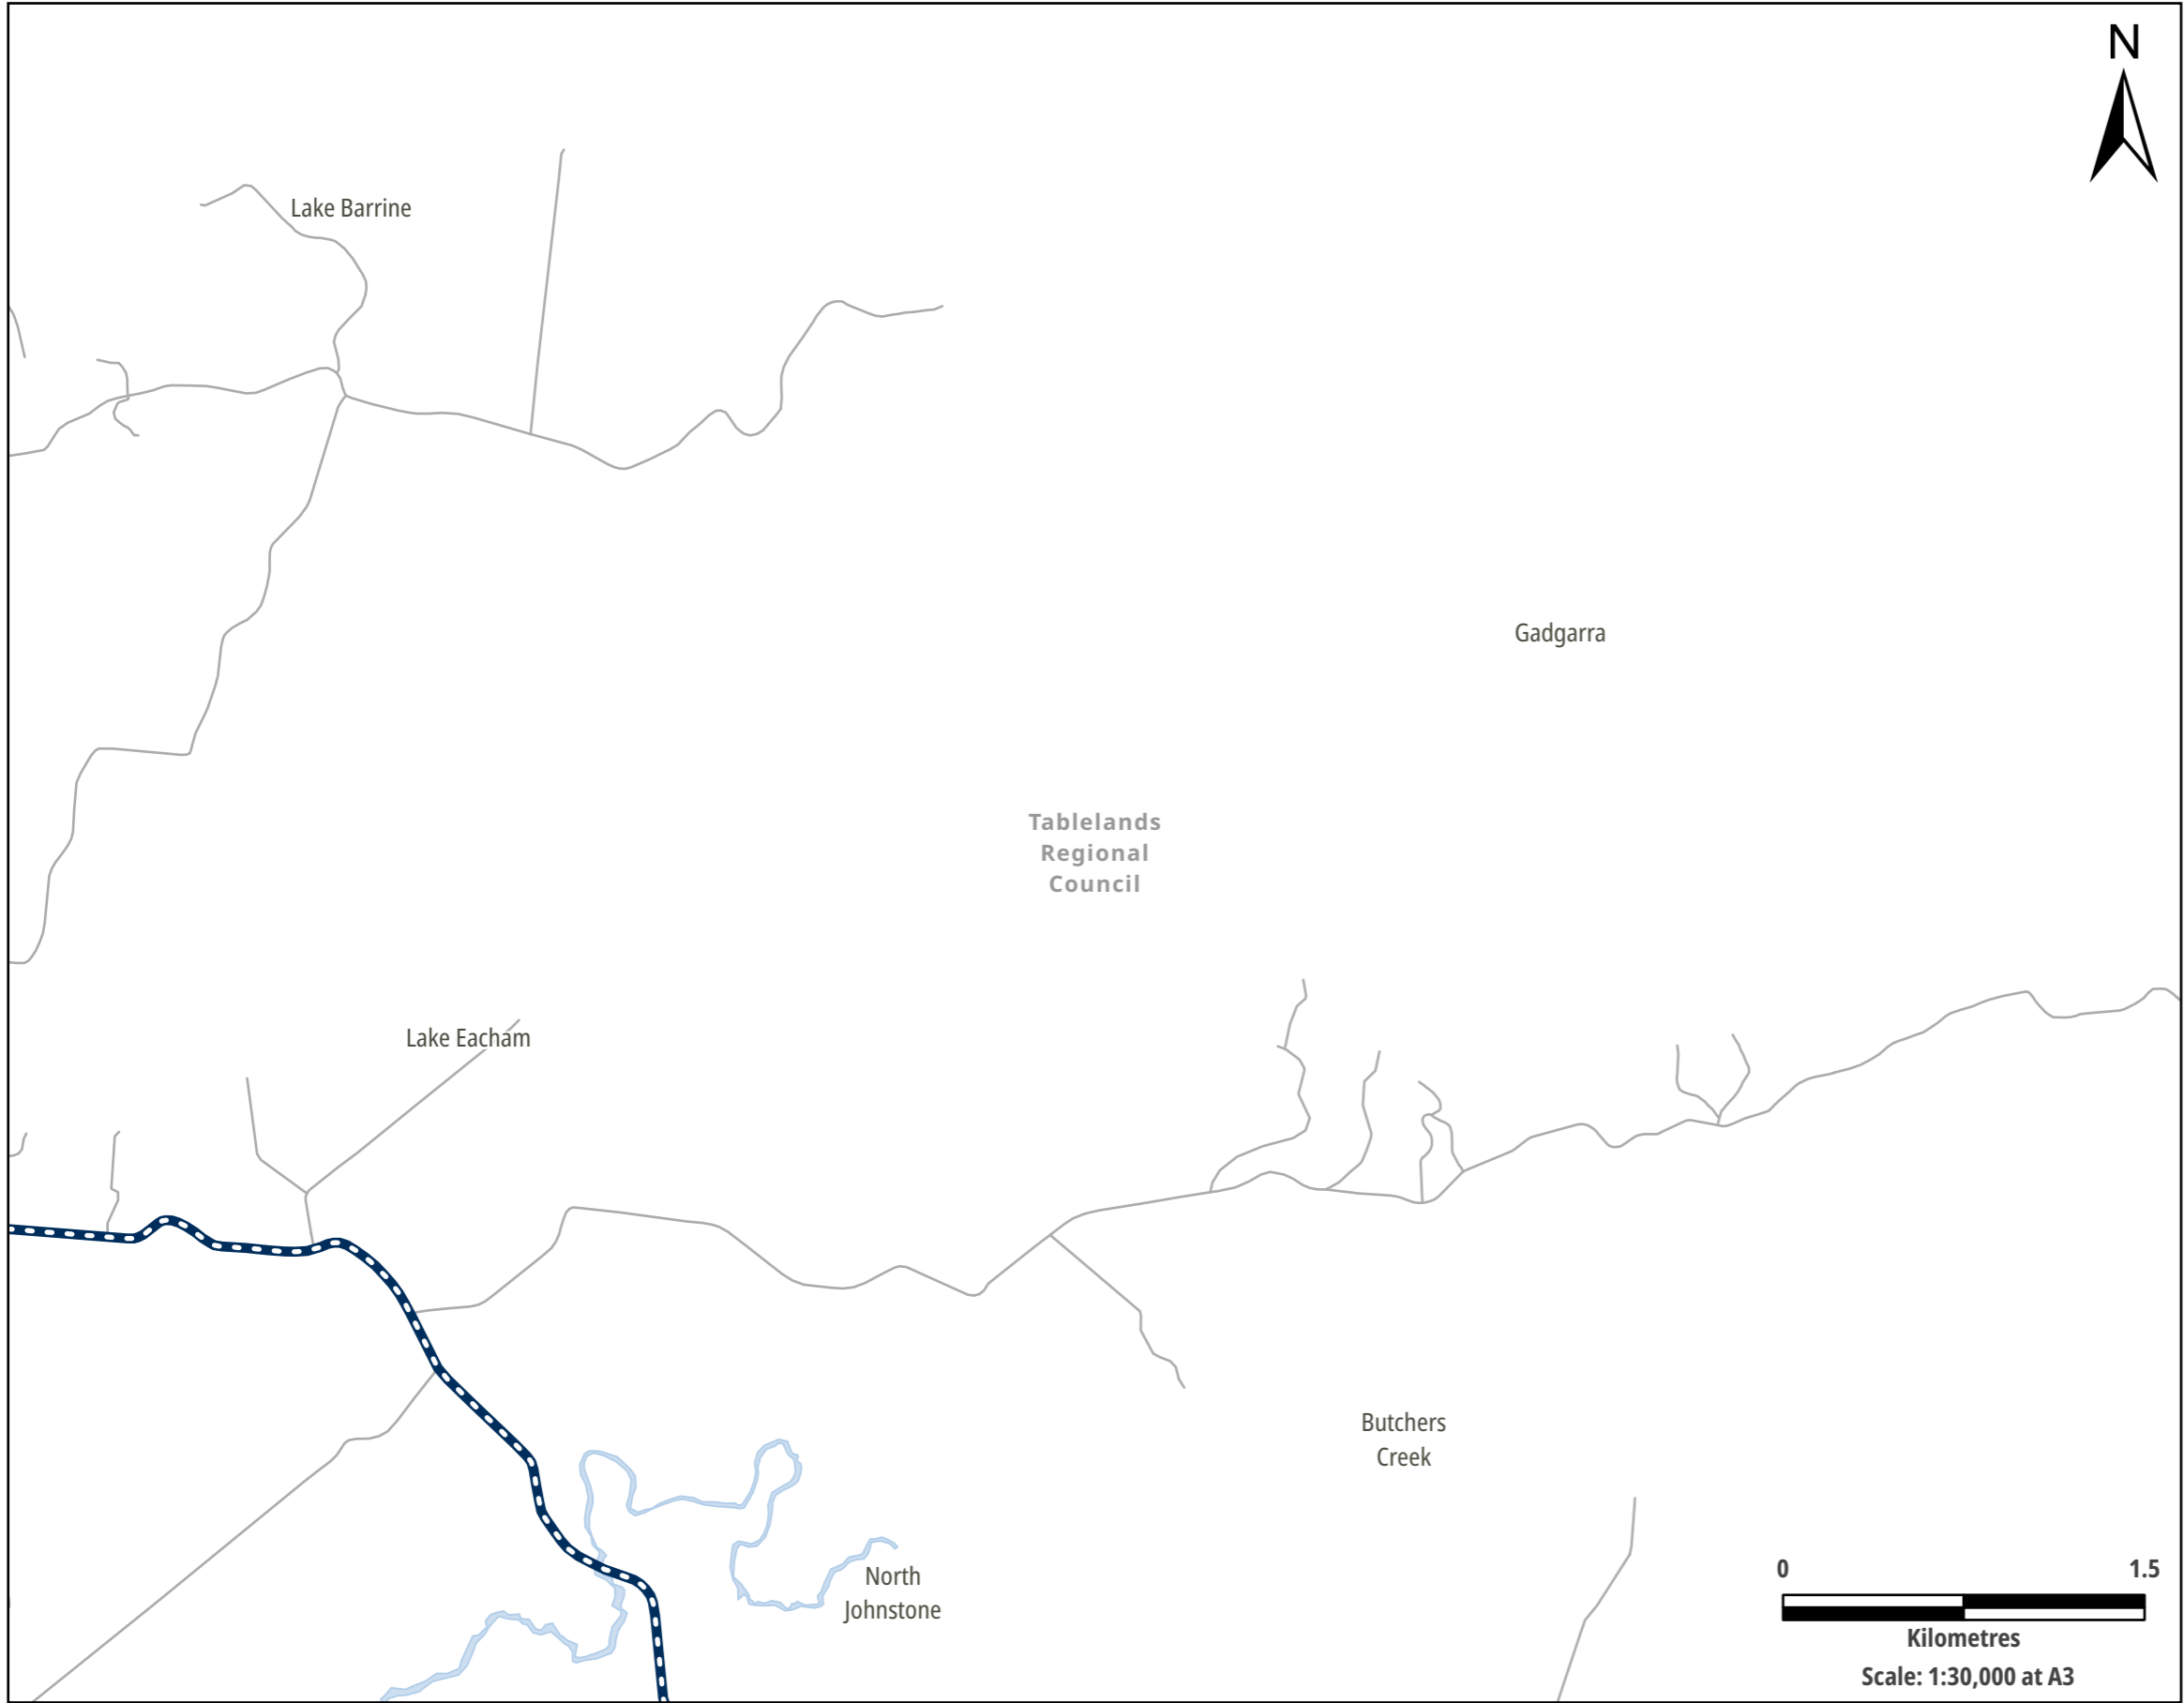 N
Lake Barrine
Gadgarra
Tablelands
Regional
Council
Lake Eacham
Butchers
Creek
North
Johnstone
0 1.5
Kilometres
Scale: 1:30,000 at A3